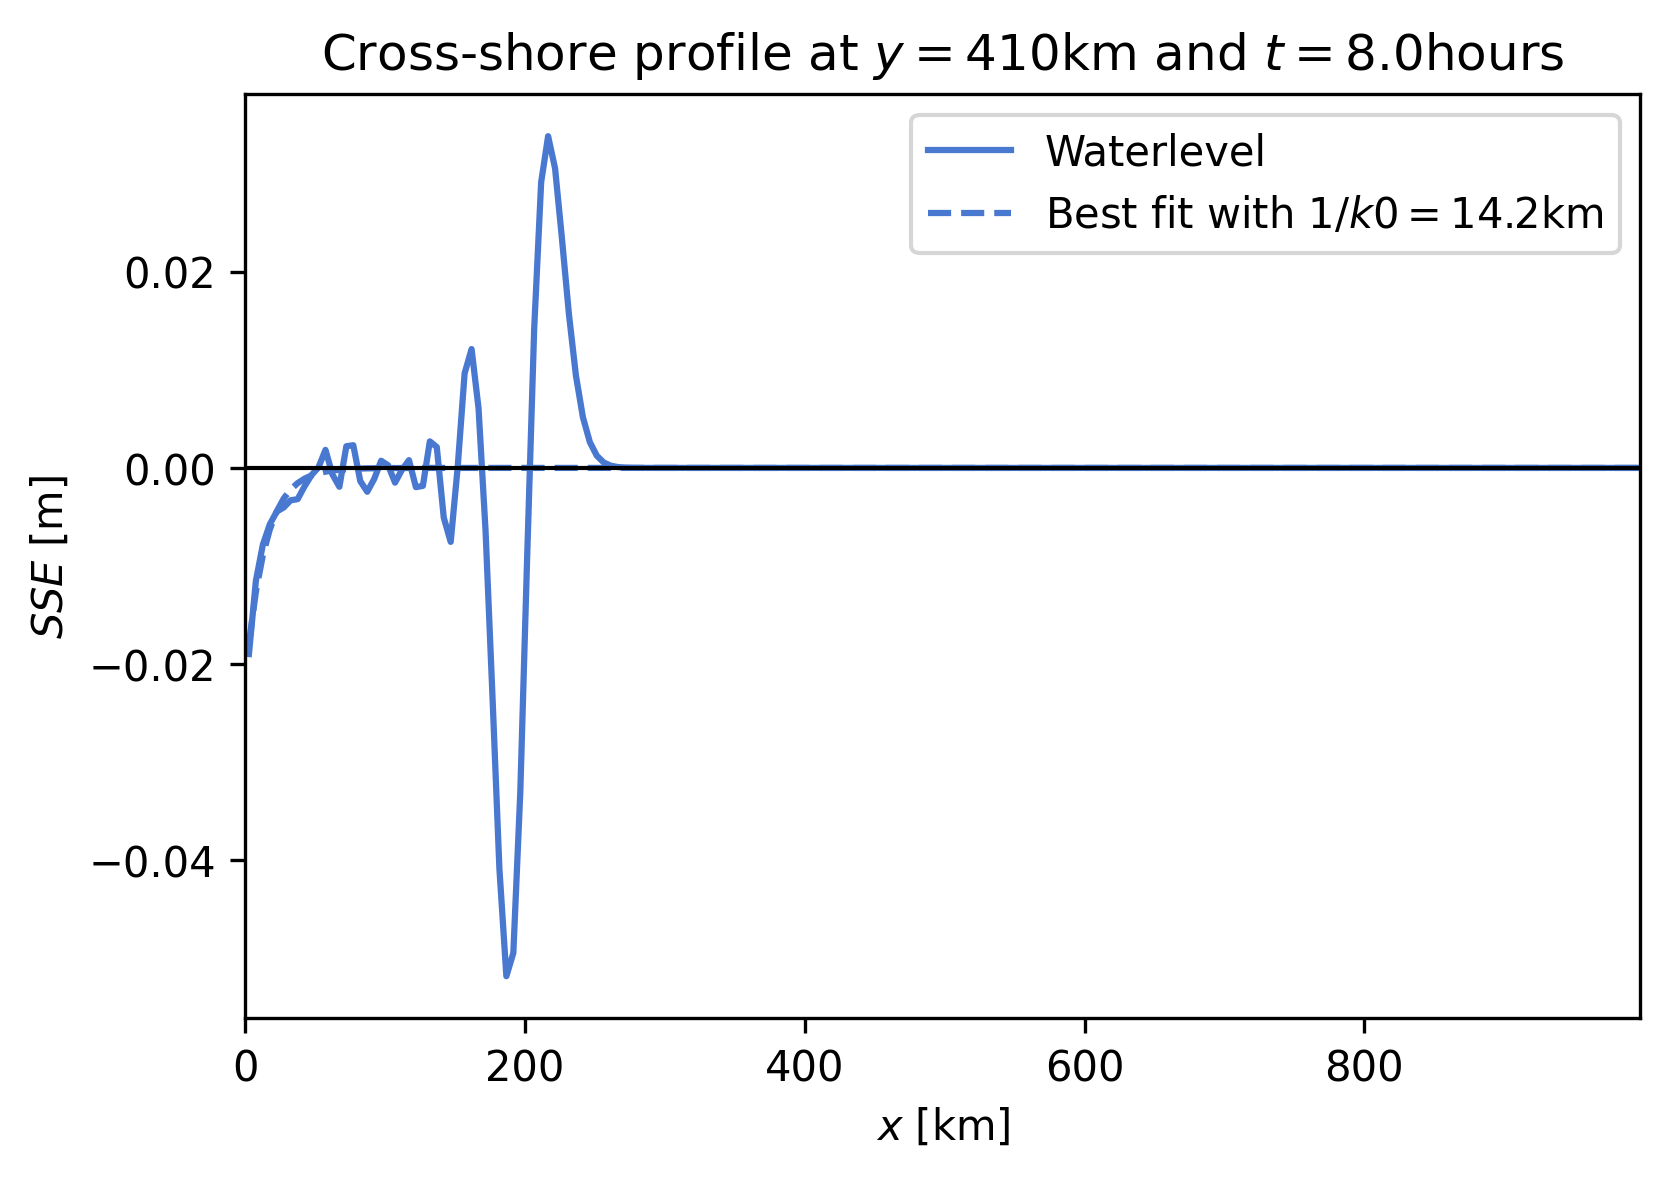 Cross-shore profile at y = 410km and t = 8.0hours
Waterlevel
Best fit with 1/k0 = 14.2km
0.02
0.00
−0.02
−0.04
SSE [m]
0
200
400
600
800
x [km]